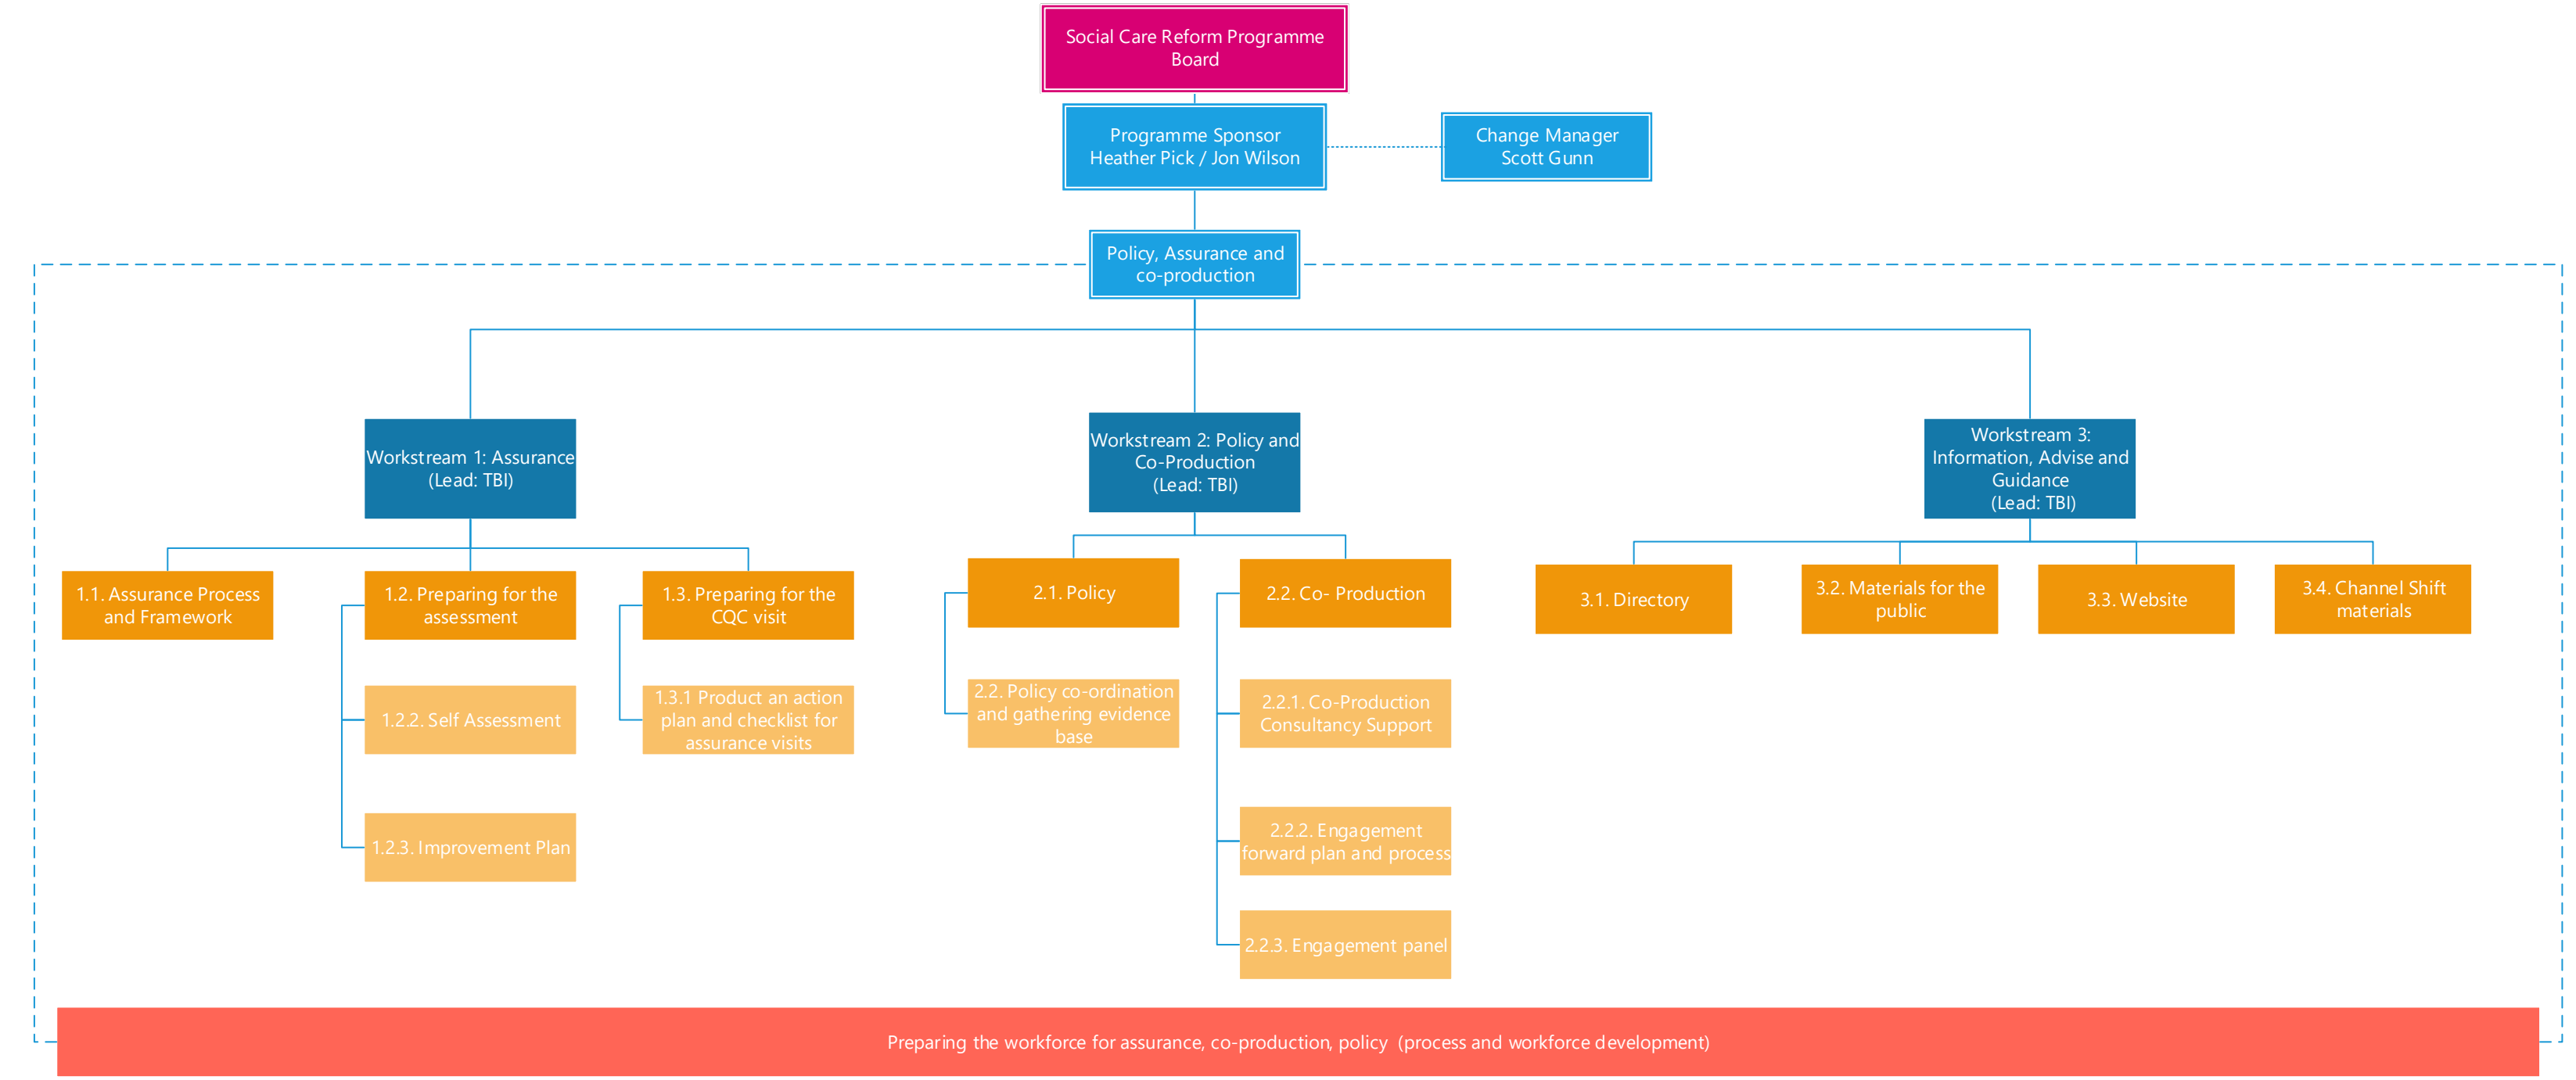 Social Care Reform Programme
Board
Programme Sponsor
Heather Pick / Jon Wilson
Change Manager
Scott Gunn
Policy, Assurance and
co-production
Workstream 1: Assurance
(Lead: TBI)
Workstream 2: Policy and
Co-Production
(Lead: TBI)
Workstream 3:
Information, Advise and
Guidance
(Lead: TBI)
1.1. Assurance Process
and Framework
1.2. Preparing for the
assessment
1.3. Preparing for the
CQC visit
2.1. Policy
2.2. Co- Production
3.1. Directory
3.2. Materials for the
public
3.3. Website
3.4. Channel Shift
materials
1.2.2. Self Assessment
1.3.1 Product an action
plan and checklist for
assurance visits
2.2. Policy co-ordination
and gathering evidence
base
2.2.1. Co-Production
Consultancy Support
1.2.3. Improvement Plan
2.2.2. Engagement
forward plan and process
2.2.3. Engagement panel
Preparing the workforce for assurance, co-production, policy (process and workforce development)